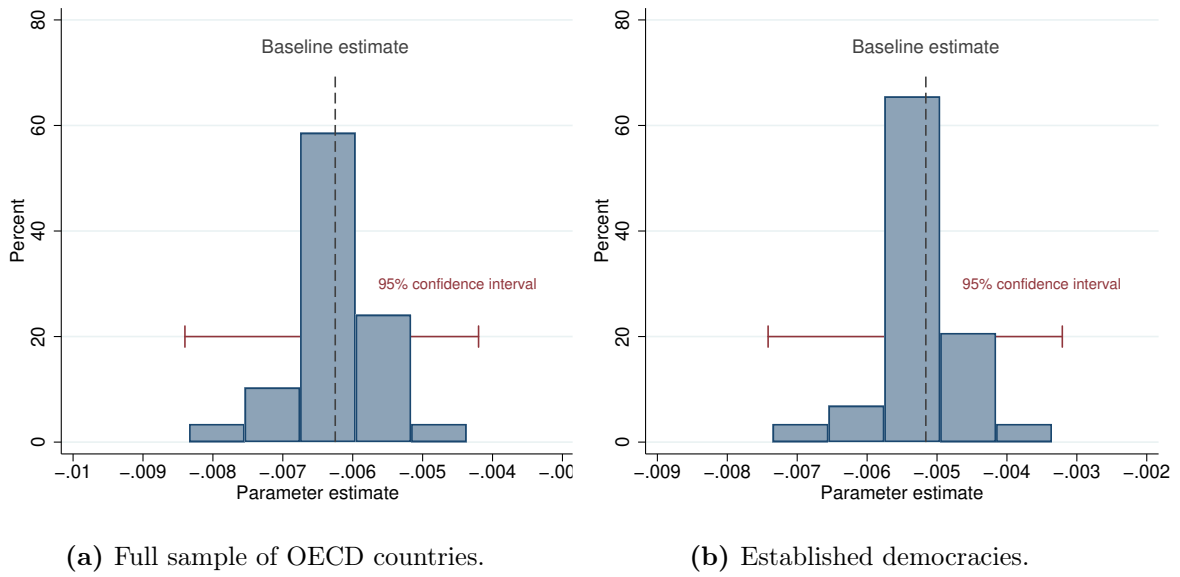 80
60
40
20
0
Percent
Baseline estimate
95% confidence interval
−.01 −.009 −.008 −.007 −.006 −.005 −.004 −.00
Parameter estimate
(a) Full sample of OECD countries.
80
60
40
20
0
Percent
Baseline estimate
95% confidence interval
−.009 −.008 −.007 −.006 −.005 −.004 −.003 −.002
Parameter estimate
(b) Established democracies.